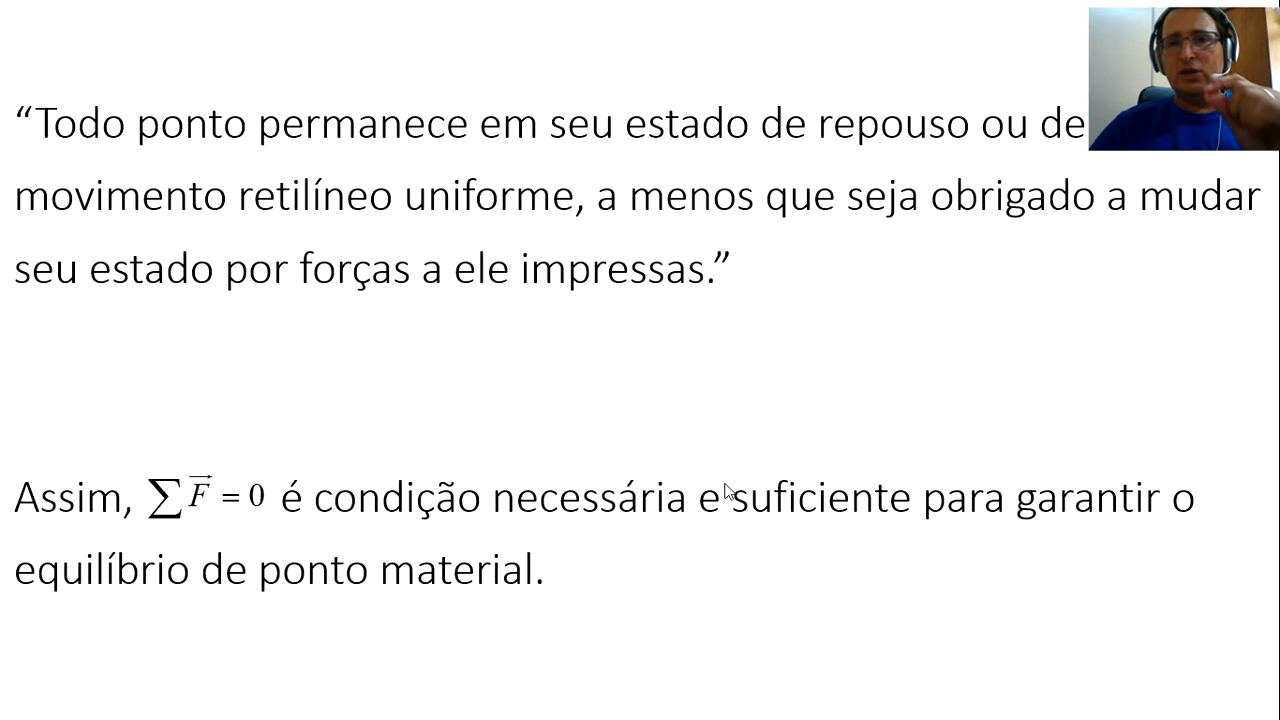 “Todo ponto permanece em seu estado de repouso ou de
movimento retilíneo uniforme, a menos que seja obrigado a mudar
seu estado por forças a ele impressas.”
Assim, ∑ F⃗ = 0 é condição necessária e suficiente para garantir o
equilíbrio de ponto material.